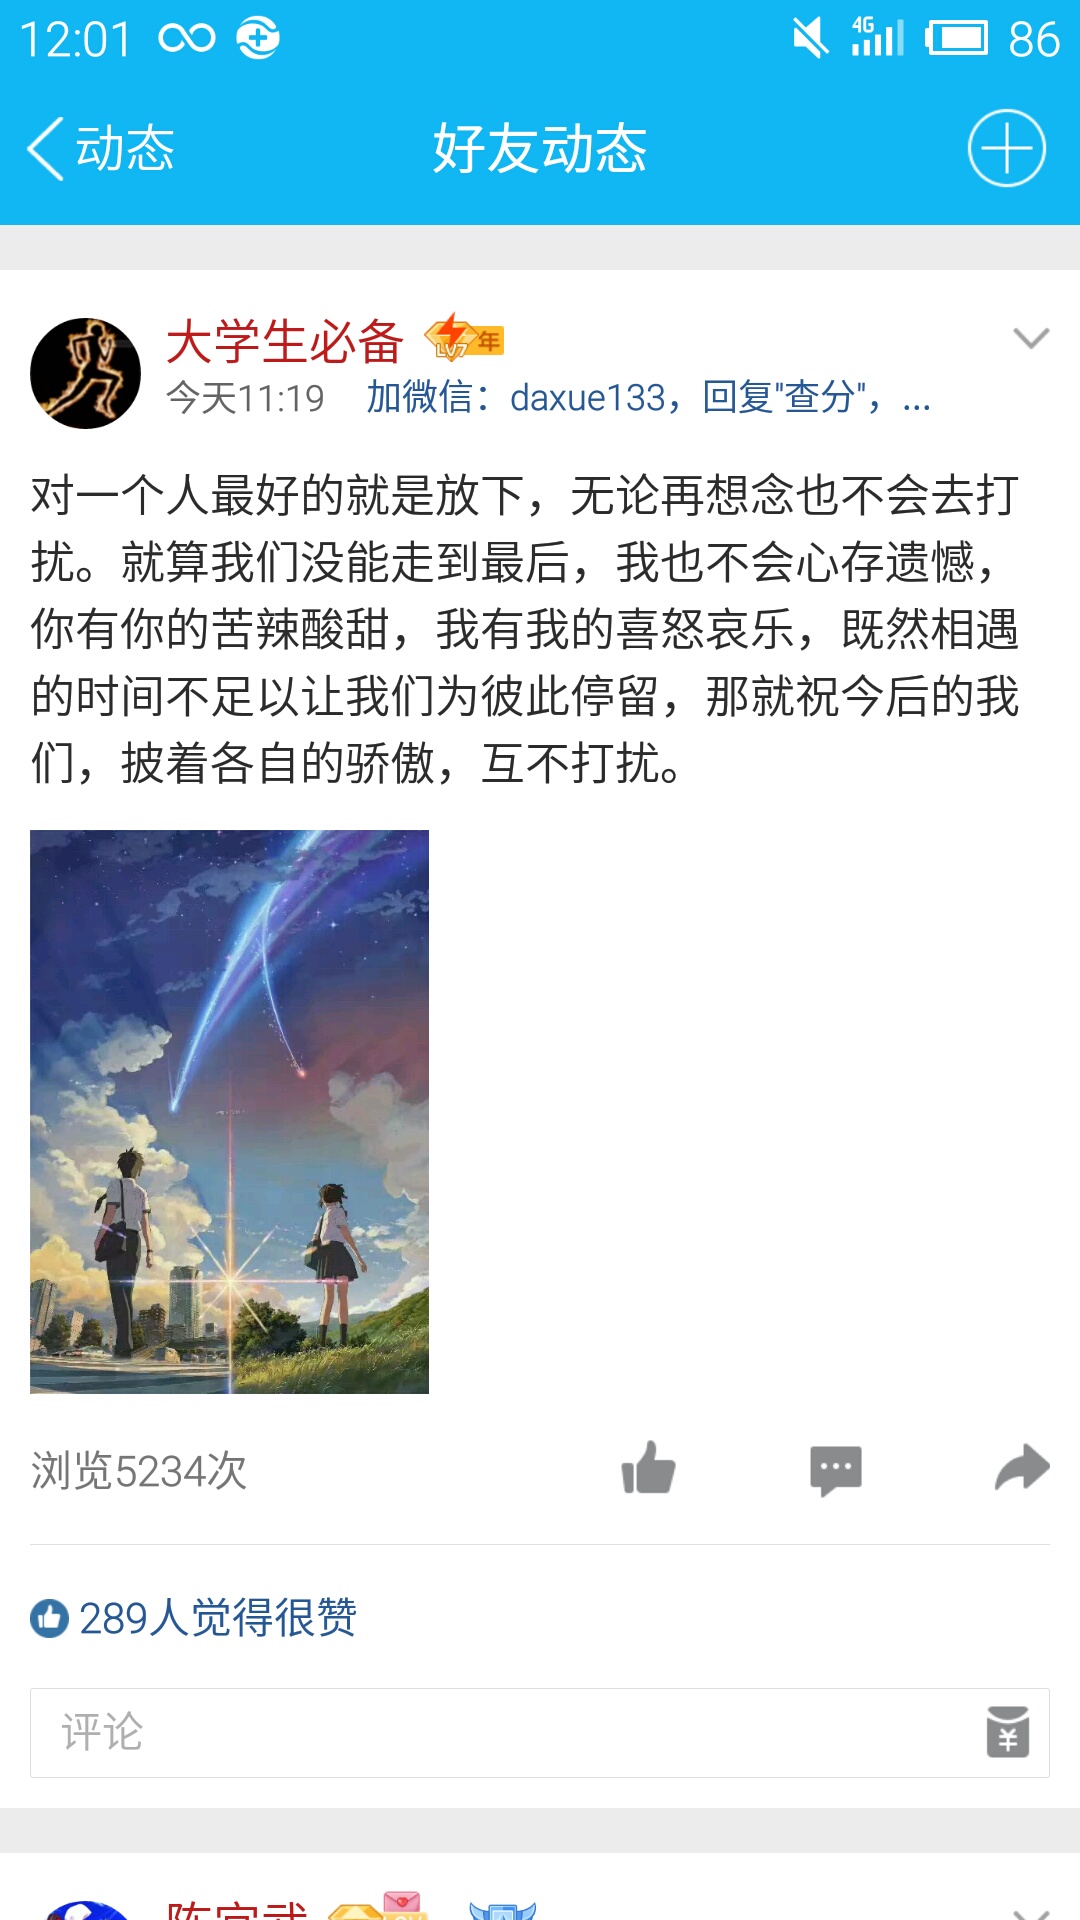 12:01 4G 86
动态 好友动态
大学生必备 LV7 年
今天11:19 加微信：daxue133，回复"查分"，...
对一个人最好的就是放下，无论再想念也不会去打
扰。就算我们没能走到最后，我也不会心存遗憾，
你有你的苦辣酸甜，我有我的喜怒哀乐，既然相遇
的时间不足以让我们为彼此停留，那就祝今后的我
们，披着各自的骄傲，互不打扰。
浏览5234次
289人觉得很赞
评论 ¥